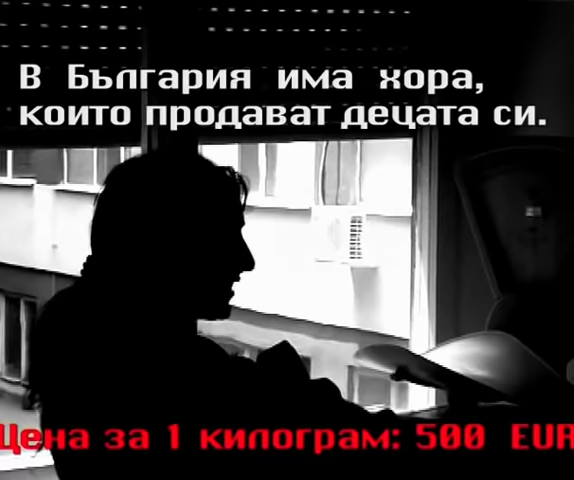 В България има хора,
които продават децата си.
Цена за 1 килограм: 500 EUR